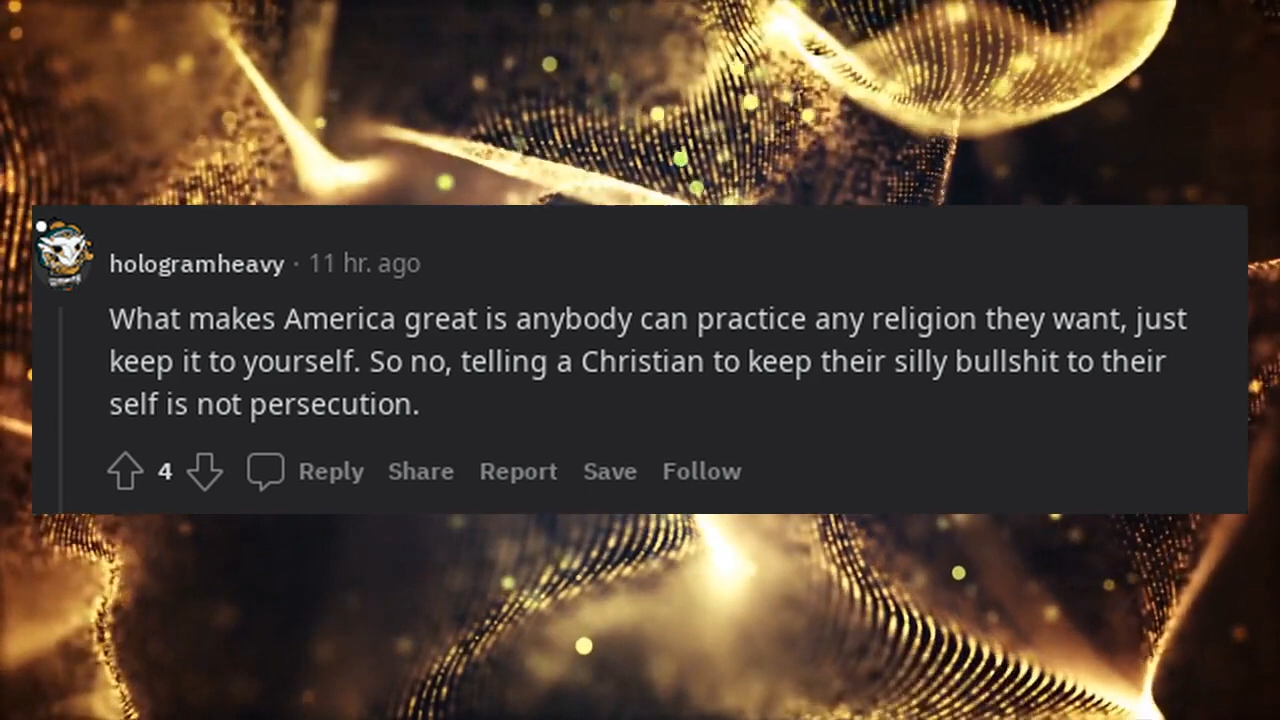 hologramheavy · 11 hr. ago
What makes America great is anybody can practice any religion they want, just
keep it to yourself. So no, telling a Christian to keep their silly bullshit to their
self is not persecution.
4 Reply Share Report Save Follow